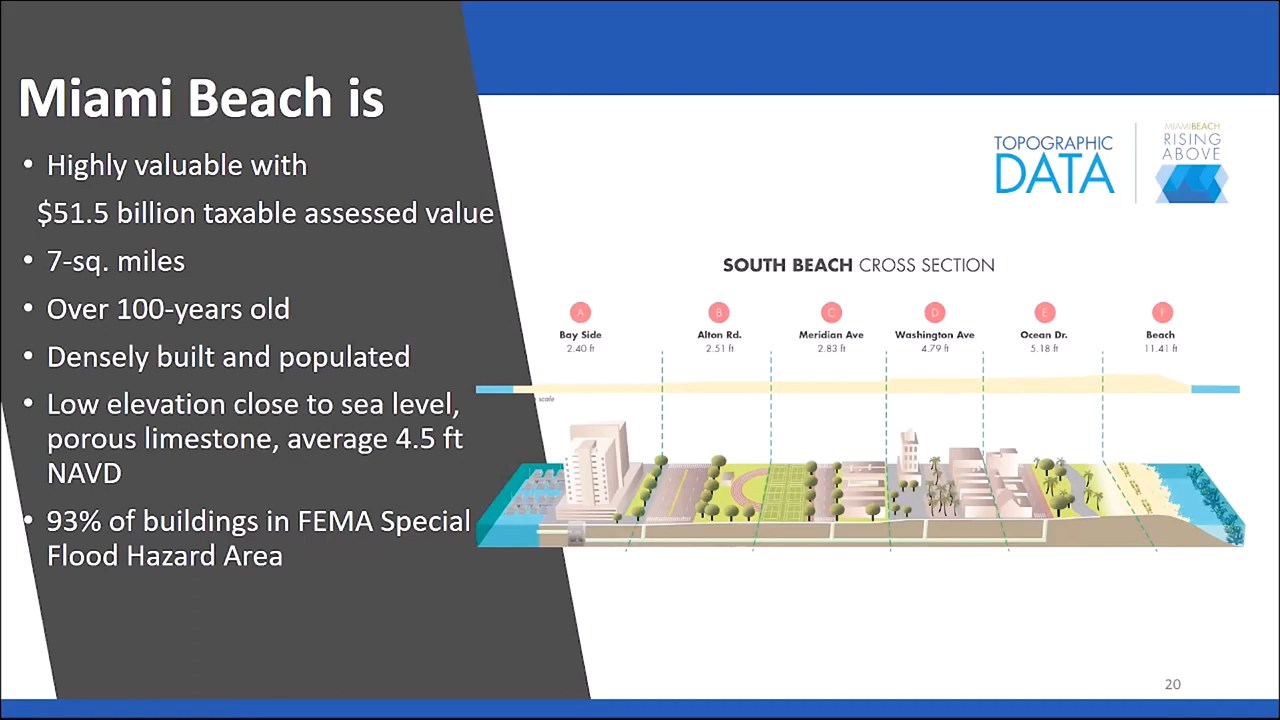 Miami Beach is
• Highly valuable with
$51.5 billion taxable assessed value
• 7-sq. miles
• Over 100-years old
• Densely built and populated
• Low elevation close to sea level,
porous limestone, average 4.5 ft
NAVD
• 93% of buildings in FEMA Special
Flood Hazard Area
TOPOGRAPHIC
DATA
MIAMIBEACH
RISING
ABOVE
SOUTH BEACH CROSS SECTION
A
Bay Side
2.40 ft
B
Alton Rd.
2.51 ft
C
Meridian Ave
2.83 ft
D
Washington Ave
4.79 ft
E
Ocean Dr.
5.18 ft
F
Beach
11.41 ft
scale
20